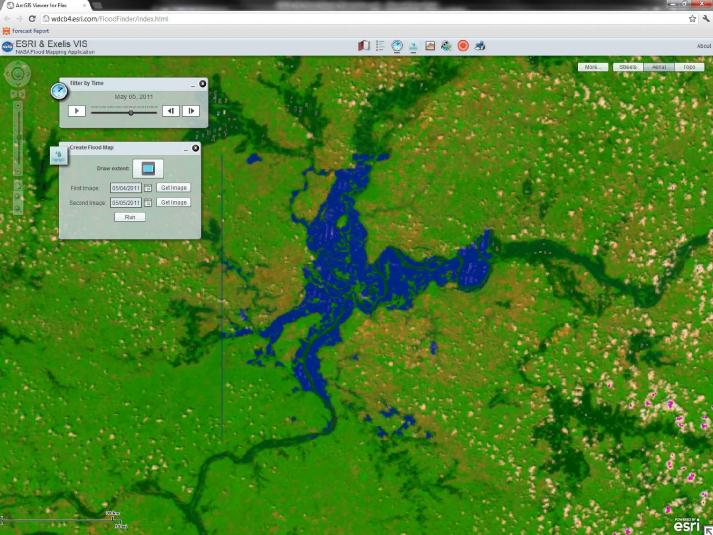 ArcGIS Viewer for Flex
wdcb4.esri.com/FloodFinder/index.html
Forecast Report
ESRI & Exelis VIS
NASA Flood Mapping Application
About
More...
Streets
Aerial
Topo
Filter by Time
May 05, 2011
Create Flood Map
Draw extent:
First Image: 05/04/2011 Get Image
Second Image: 05/05/2011 Get Image
Run
POWERED BY
esri